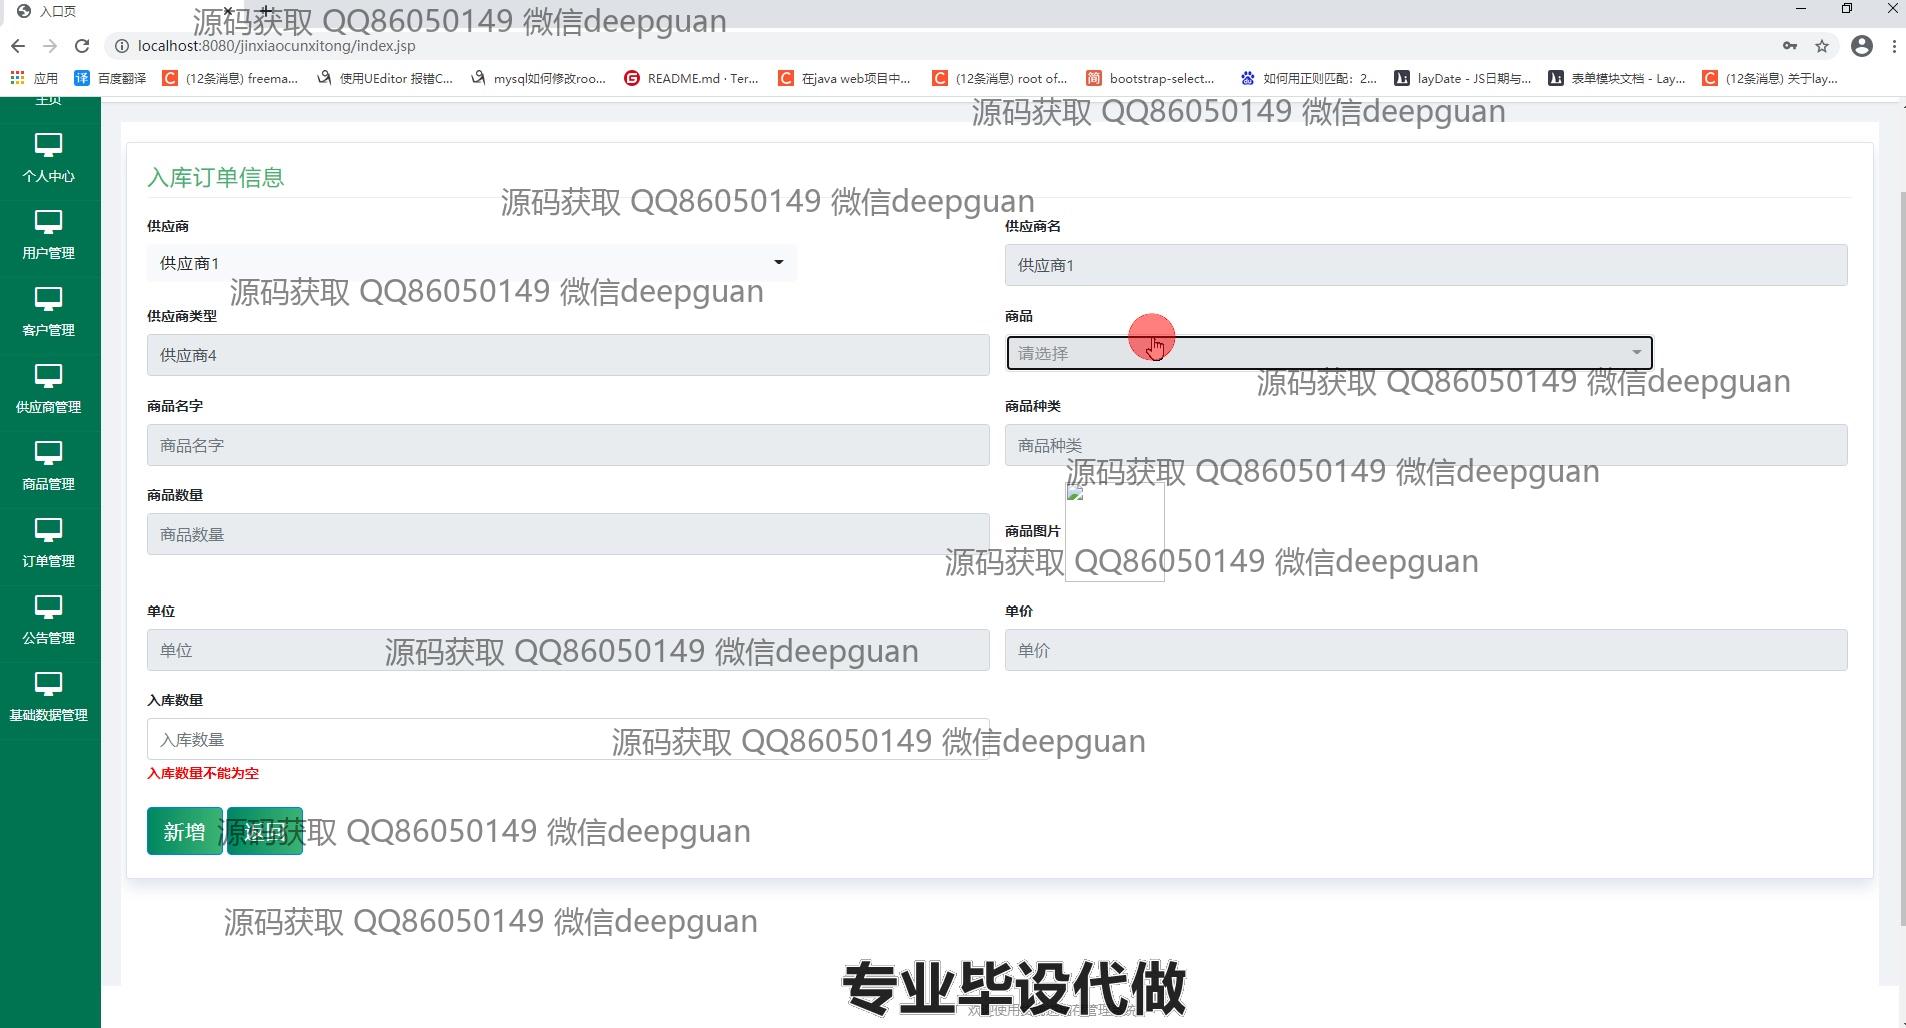 入口页
源码获取 QQ86050149 微信deepguan
localhost:8080/jinxiaocunxitong/index.jsp
应用
百度翻译
(12条消息) freema...
使用UEditor 报错C...
mysql如何修改roo...
README.md · Ter...
在java web项目中...
(12条消息) root of...
bootstrap-select...
如何用正则匹配：2...
layDate - JS日期与...
表单模块文档 - Lay...
(12条消息) 关于lay...
主页
源码获取 QQ86050149 微信deepguan
个人中心
用户管理
客户管理
供应商管理
商品管理
订单管理
公告管理
基础数据管理
入库订单信息
源码获取 QQ86050149 微信deepguan
供应商
供应商名
供应商1
供应商1
源码获取 QQ86050149 微信deepguan
供应商类型
商品
供应商4
请选择
源码获取 QQ86050149 微信deepguan
商品名字
商品种类
商品名字
商品种类
源码获取 QQ86050149 微信deepguan
商品数量
商品数量
商品图片
源码获取 QQ86050149 微信deepguan
单位
单价
单位
单价
源码获取 QQ86050149 微信deepguan
入库数量
入库数量
源码获取 QQ86050149 微信deepguan
入库数量不能为空
新增
返回
源码获取 QQ86050149 微信deepguan
源码获取 QQ86050149 微信deepguan
专业毕设代做